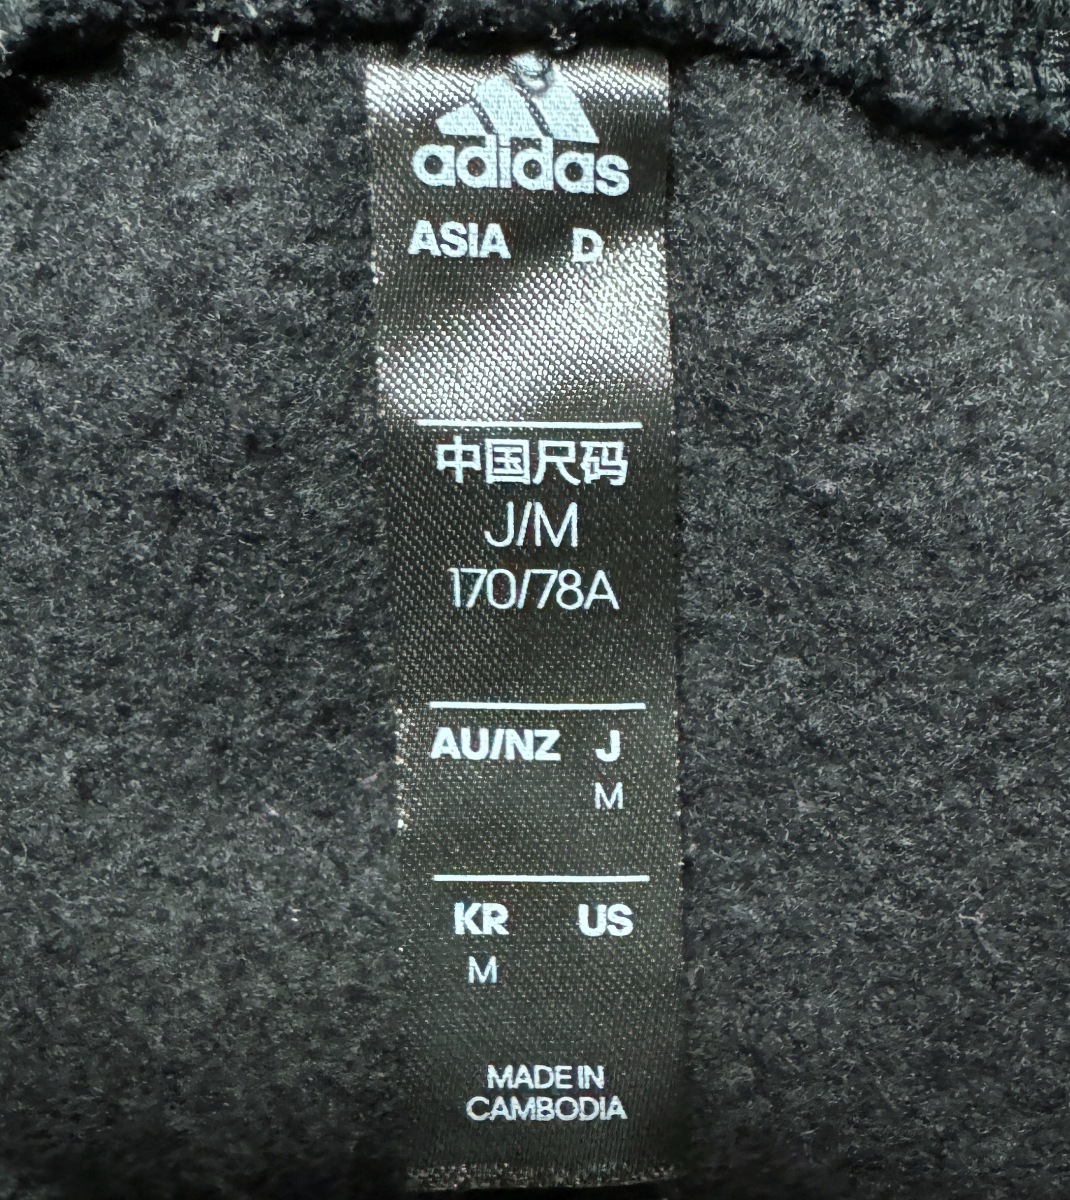 adidas
ASIA D
中国尺码
J/M
170/78A
AU/NZ J
M
KR US
M
MADE IN
CAMBODIA